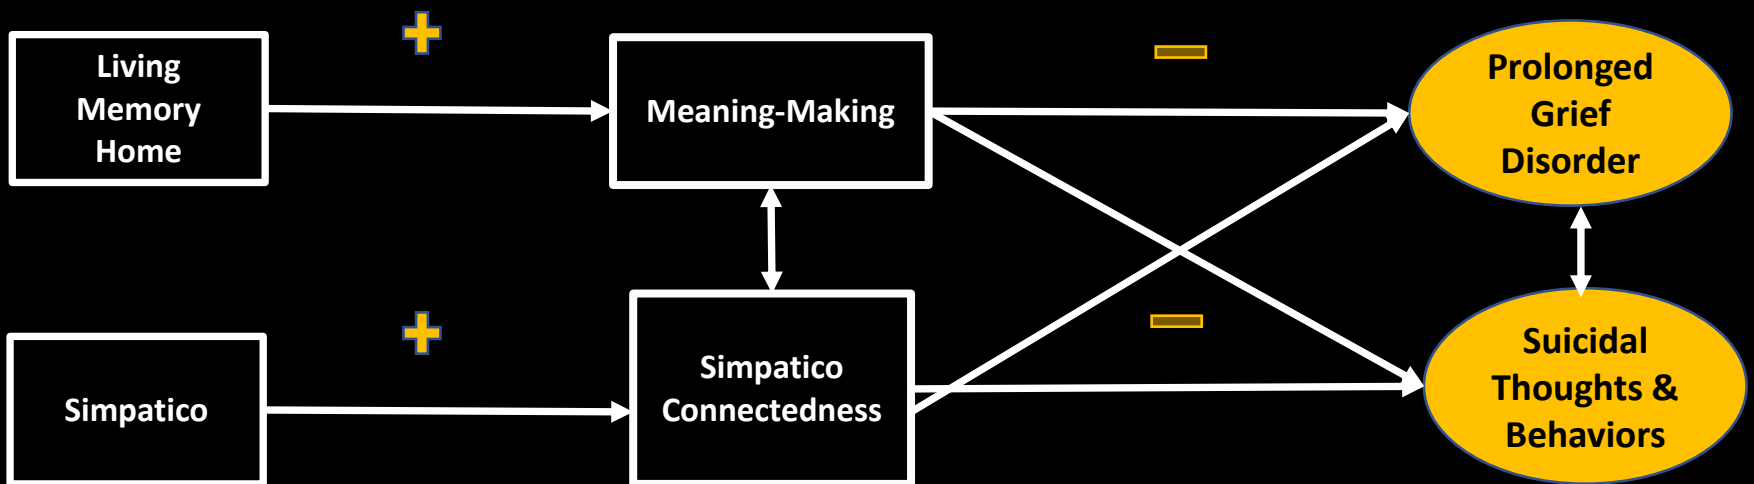 Living
Memory
Home
Meaning-Making
Prolonged
Grief
Disorder
Simpatico
Simpatico
Connectedness
Suicidal
Thoughts &
Behaviors